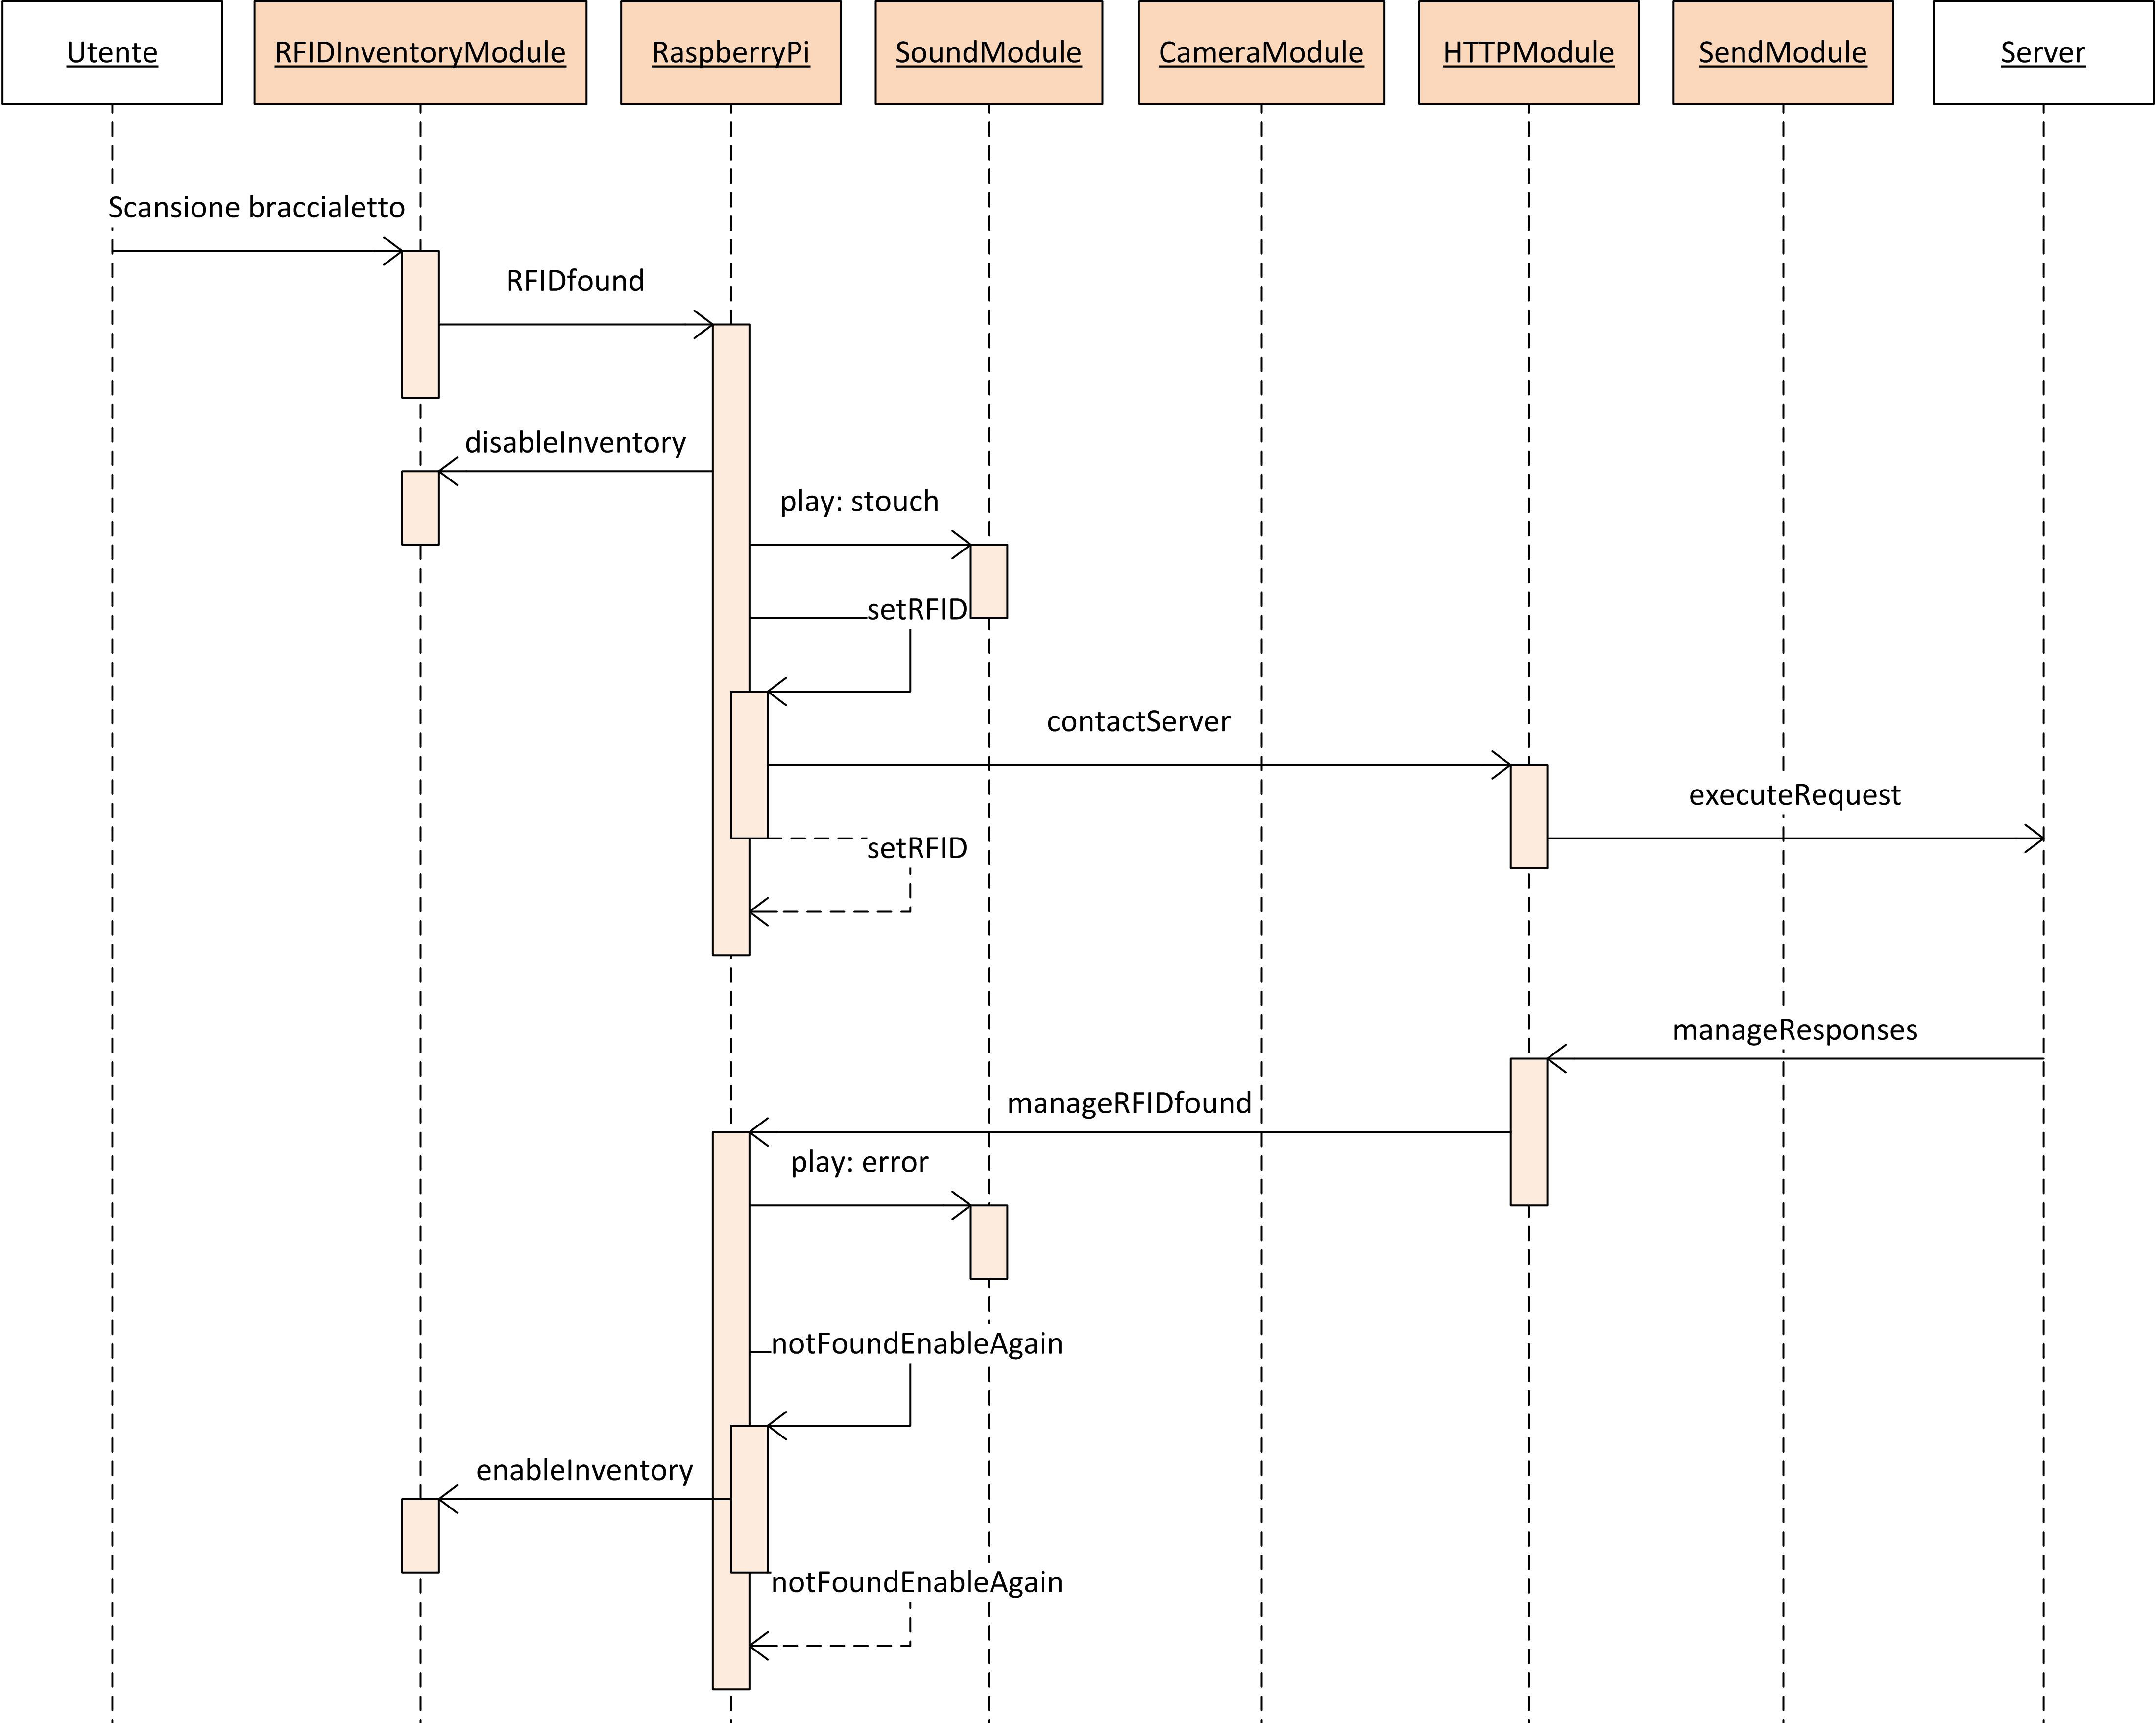 Utente
RFIDInventoryModule
RaspberryPi
SoundModule
CameraModule
HTTPModule
SendModule
Server
Scansione braccialetto
RFIDfound
disableInventory
play: stouch
setRFID
contactServer
executeRequest
setRFID
manageResponses
manageRFIDfound
play: error
notFoundEnableAgain
enableInventory
notFoundEnableAgain